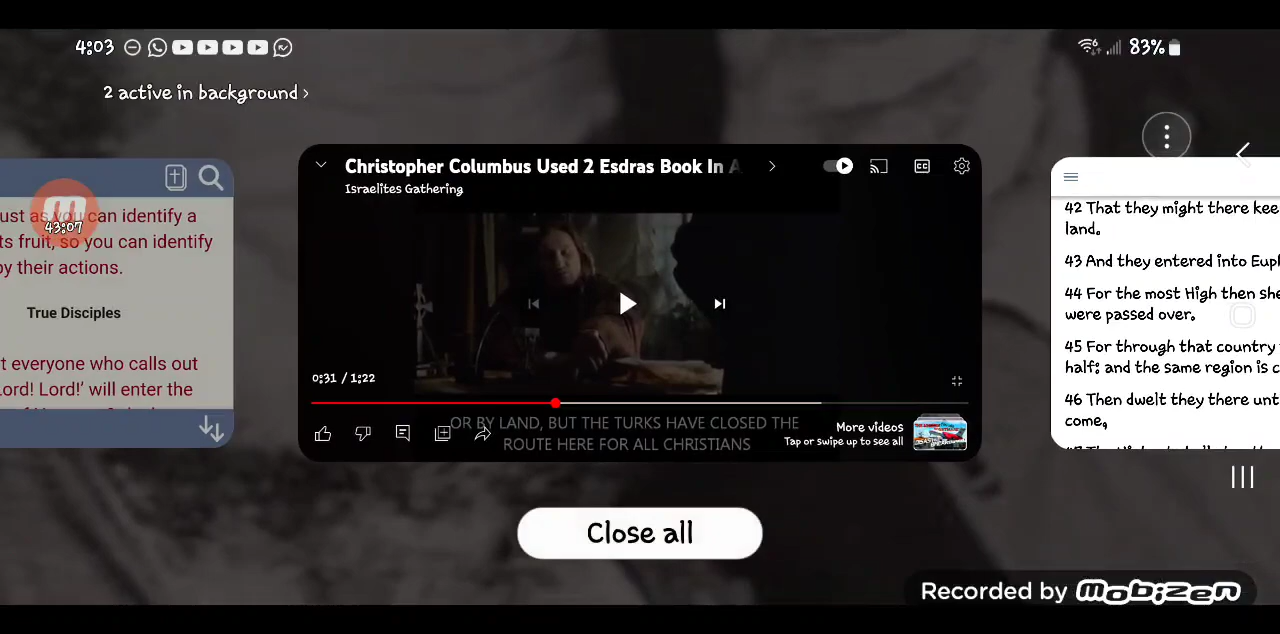 4:03
83%
2 active in background >
Christopher Columbus Used 2 Esdras Book In
Israelites Gathering
43:07
ust as you can identify a
ts fruit, so you can identify
by their actions.
True Disciples
t everyone who calls out
ord! Lord!' will enter the
0:31 / 1:22
OR BY LAND, BUT THE TURKS HAVE CLOSED THE
ROUTE HERE FOR ALL CHRISTIANS
More videos
Tap or swipe up to see all
42 That they might there kee
land.
43 And they entered into Eup
44 For the most High then she
were passed over.
45 For through that country
half: and the same region is c
46 Then dwelt they there unt
come,
Close all
Recorded by mobizen